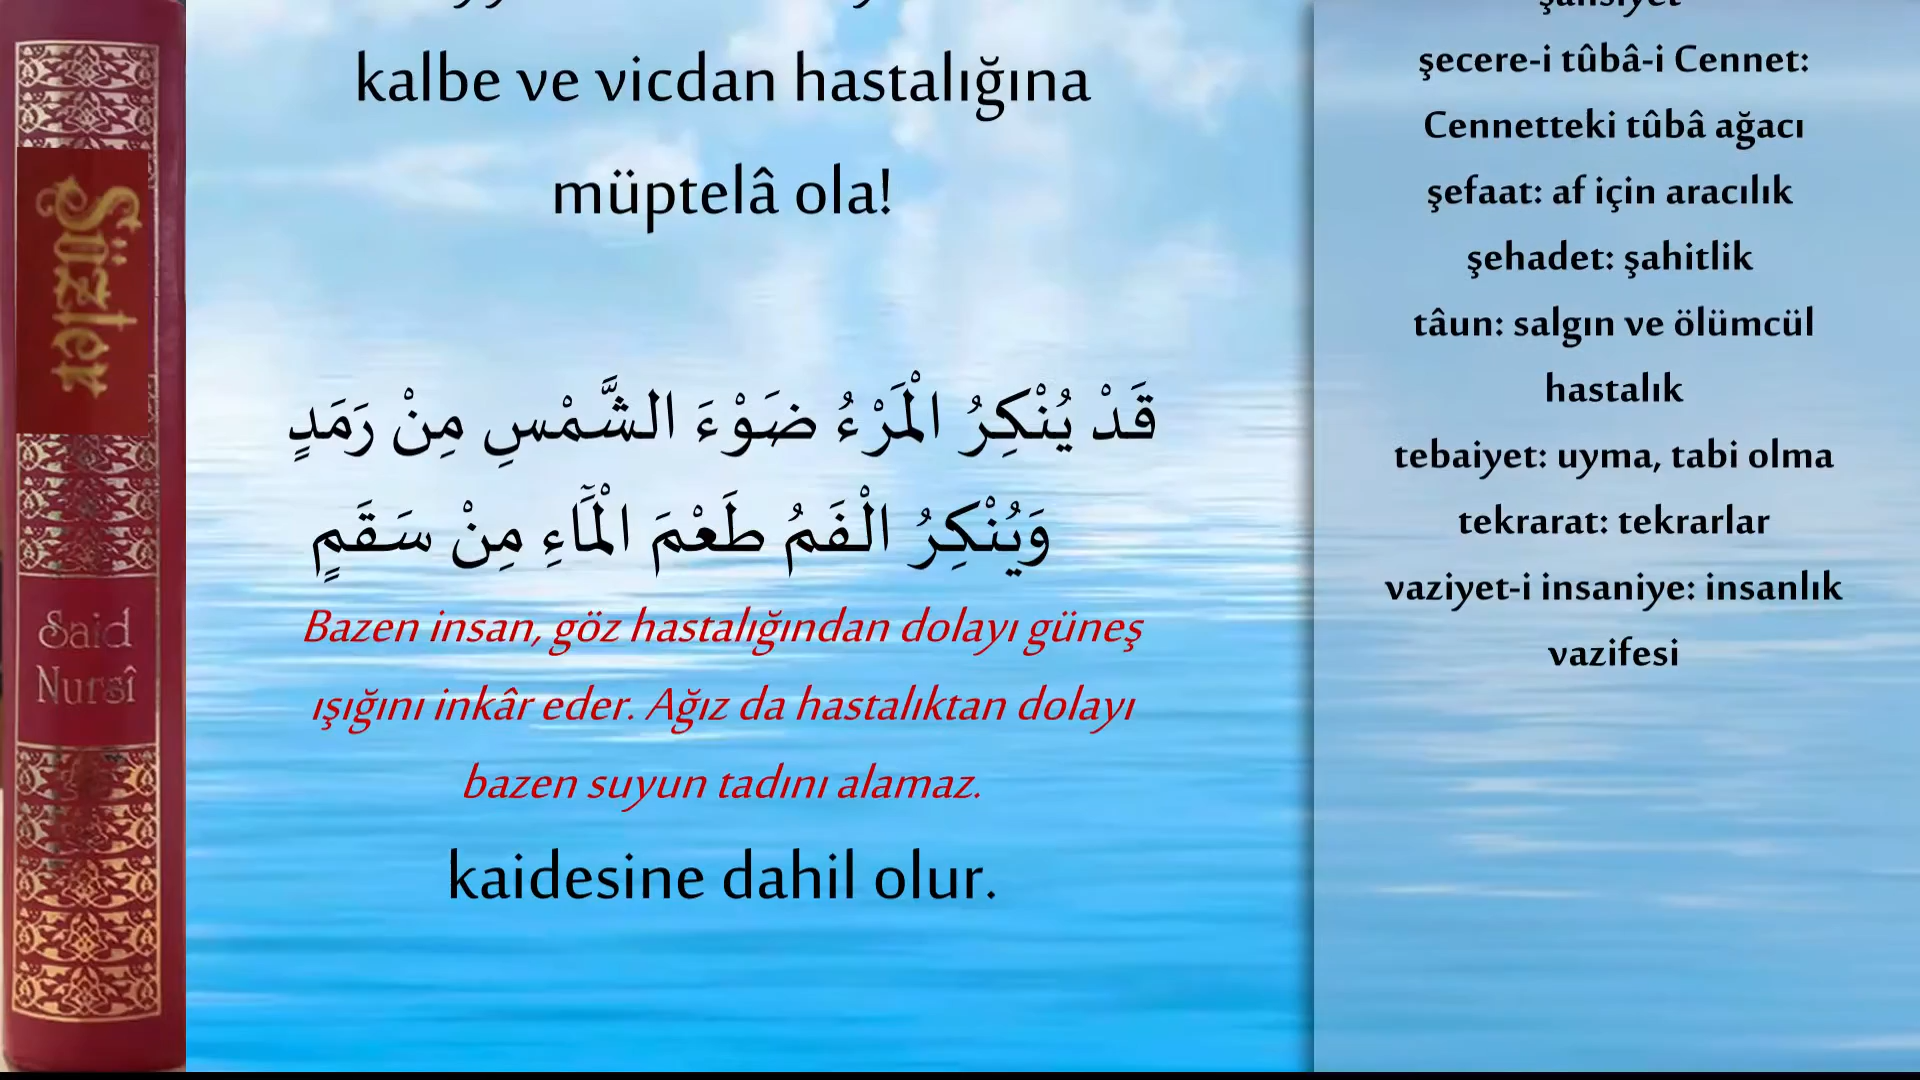 Sözler
Said
Nursî
kalbe ve vicdan hastalığına
müptelâ ola!
قَدْ يُنْكِرُ الْمَرْءُ ضَوْءَ الشَّمْسِ مِنْ رَمَدٍ
وَيُنْكِرُ الْفَمُ طَعْمَ الْمَٓاءِ مِنْ سَقَمٍ
Bazen insan, göz hastalığından dolayı güneş
ışığını inkâr eder. Ağız da hastalıktan dolayı
bazen suyun tadını alamaz.
kaidesine dahil olur.
şecere-i tûbâ-i Cennet:
Cennetteki tûbâ ağacı
şefaat: af için aracılık
şehadet: şahitlik
tâun: salgın ve ölümcül
hastalık
tebaiyet: uyma, tabi olma
tekrarat: tekrarlar
vaziyet-i insaniye: insanlık
vazifesi